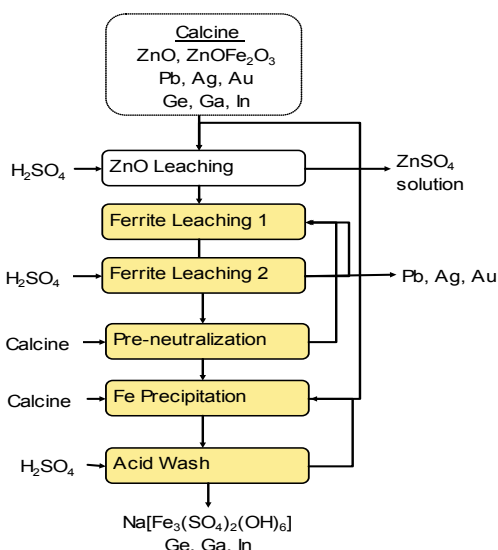 Calcine
ZnO, ZnOFe₂O₃
Pb, Ag, Au
Ge, Ga, In
H₂SO₄
ZnO Leaching
ZnSO₄
solution
Ferrite Leaching 1
H₂SO₄
Ferrite Leaching 2
Pb, Ag, Au
Calcine
Pre-neutralization
Calcine
Fe Precipitation
H₂SO₄
Acid Wash
Na[Fe₃(SO₄)₂(OH)₆]
Ge, Ga, In